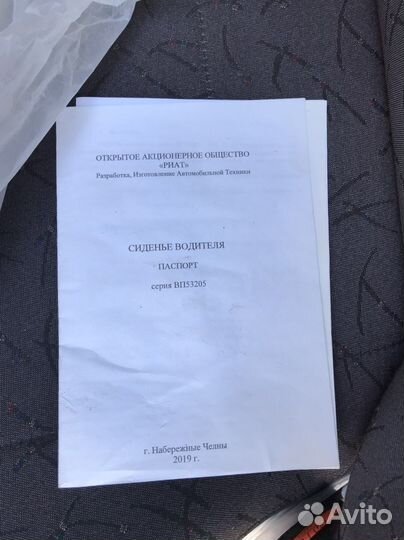 ОТКРЫТОЕ АКЦИОНЕРНОЕ ОБЩЕСТВО
«РИАТ»
Разработка, Изготовление Автомобильной Техники
СИДЕНЬЕ ВОДИТЕЛЯ
ПАСПОРТ
серия ВП53205
г. Набережные Челны
2019 г.
Avito